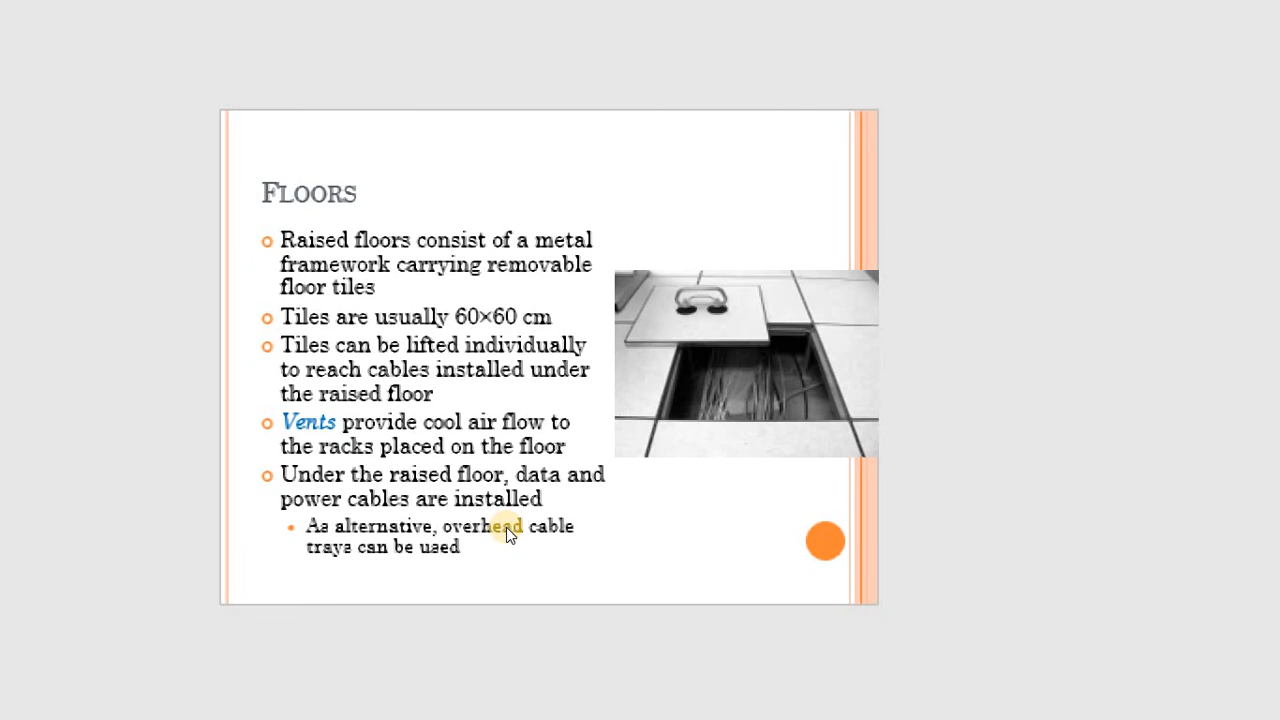 FLOORS
Raised floors consist of a metal
framework carrying removable
floor tiles
Tiles are usually 60×60 cm
Tiles can be lifted individually
to reach cables installed under
the raised floor
Vents provide cool air flow to
the racks placed on the floor
Under the raised floor, data and
power cables are installed
As alternative, overhead cable
trays can be used